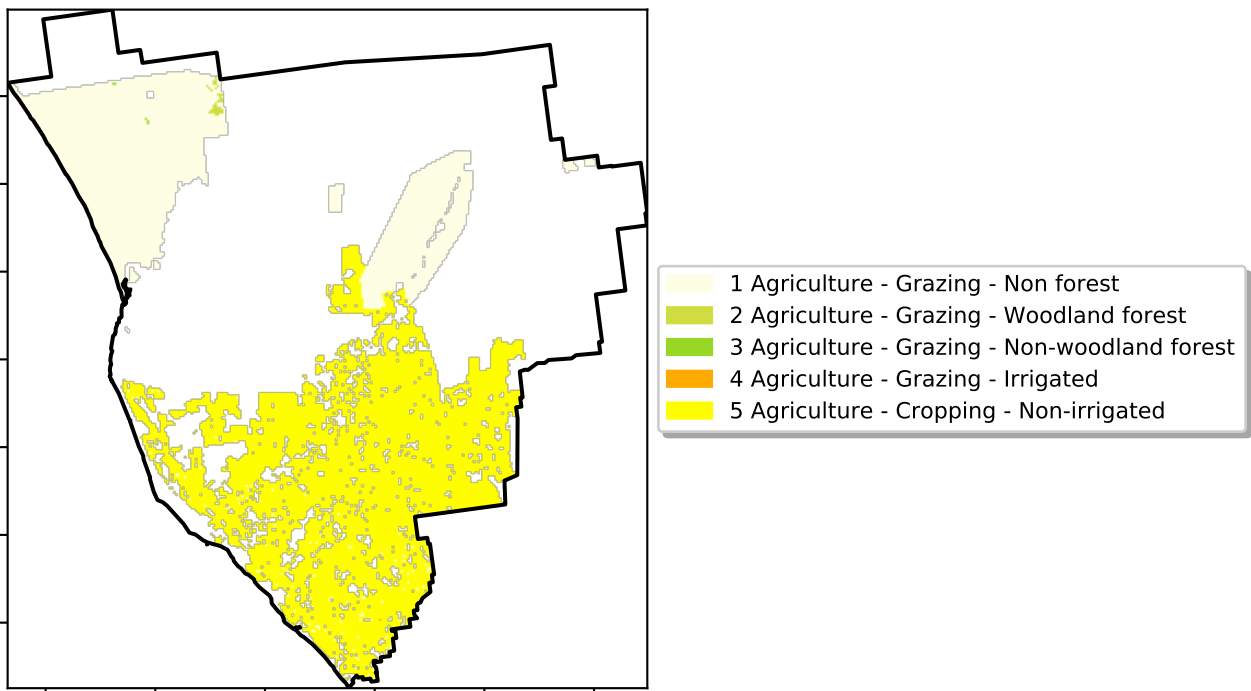 1 Agriculture - Grazing - Non forest
2 Agriculture - Grazing - Woodland forest
3 Agriculture - Grazing - Non-woodland forest
4 Agriculture - Grazing - Irrigated
5 Agriculture - Cropping - Non-irrigated